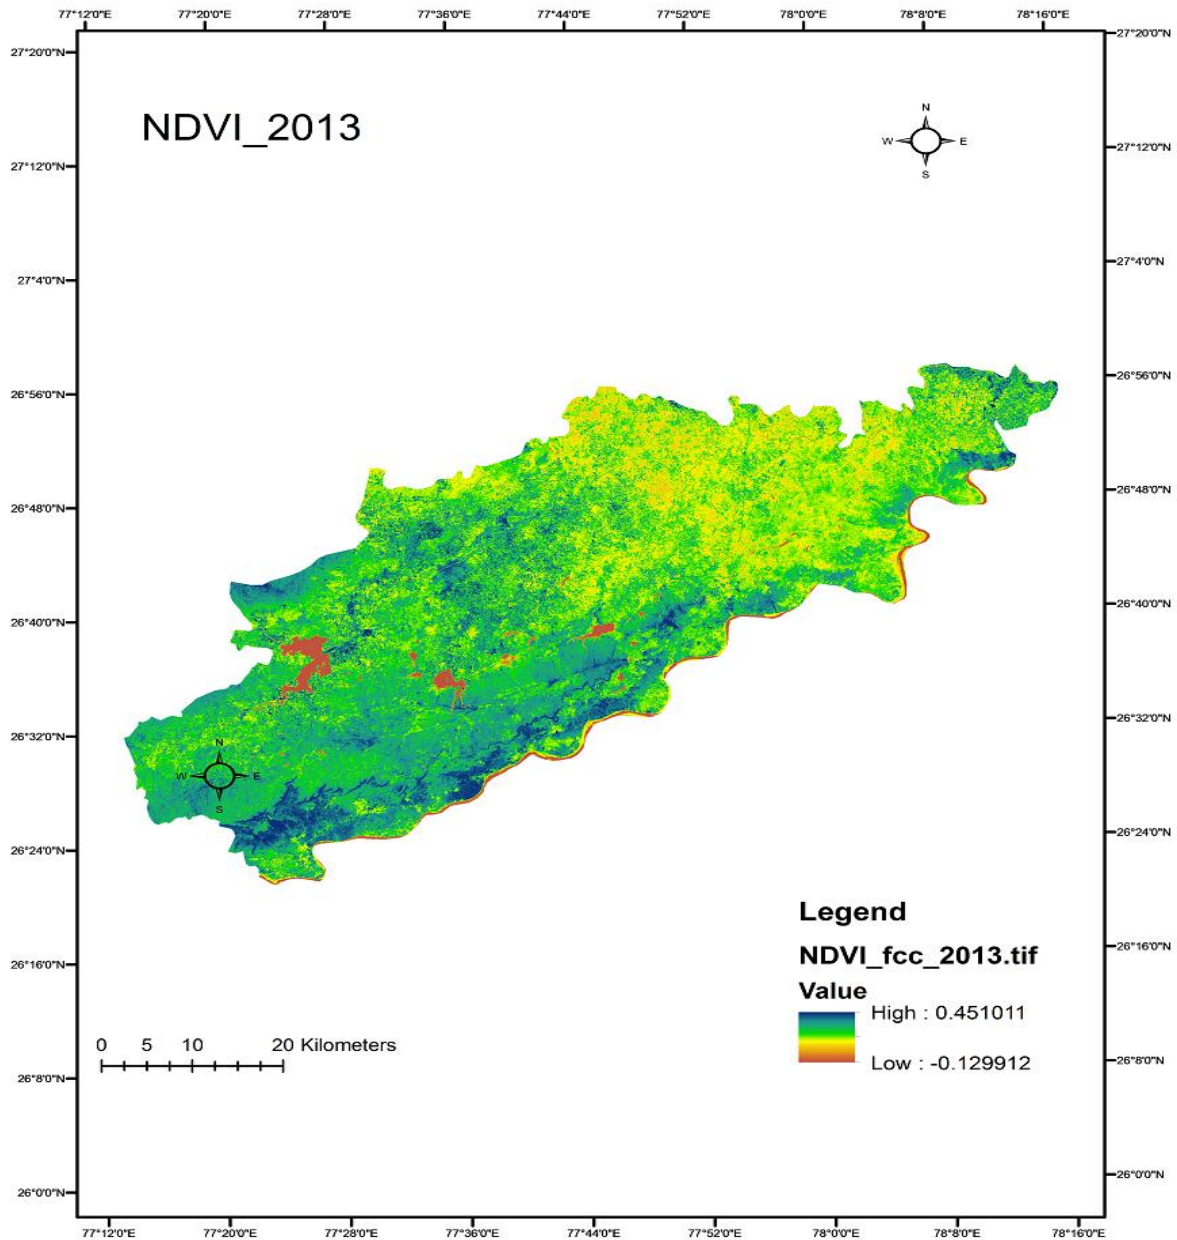 77°12'0"E 77°20'0"E 77°28'0"E 77°36'0"E 77°44'0"E 77°52'0"E 78°0'0"E 78°8'0"E 78°16'0"E
27°20'0"N 27°20'0"N
NDVI_2013
N
W E
S
27°12'0"N 27°12'0"N
27°4'0"N 27°4'0"N
26°56'0"N 26°56'0"N
26°48'0"N 26°48'0"N
26°40'0"N 26°40'0"N
26°32'0"N 26°32'0"N
N
W E
S
26°24'0"N 26°24'0"N
Legend
NDVI_fcc_2013.tif
26°16'0"N 26°16'0"N
Value
High : 0.451011
Low : -0.129912
0 5 10 20 Kilometers
26°8'0"N 26°8'0"N
26°0'0"N 26°0'0"N
77°12'0"E 77°20'0"E 77°28'0"E 77°36'0"E 77°44'0"E 77°52'0"E 78°0'0"E 78°8'0"E 78°16'0"E